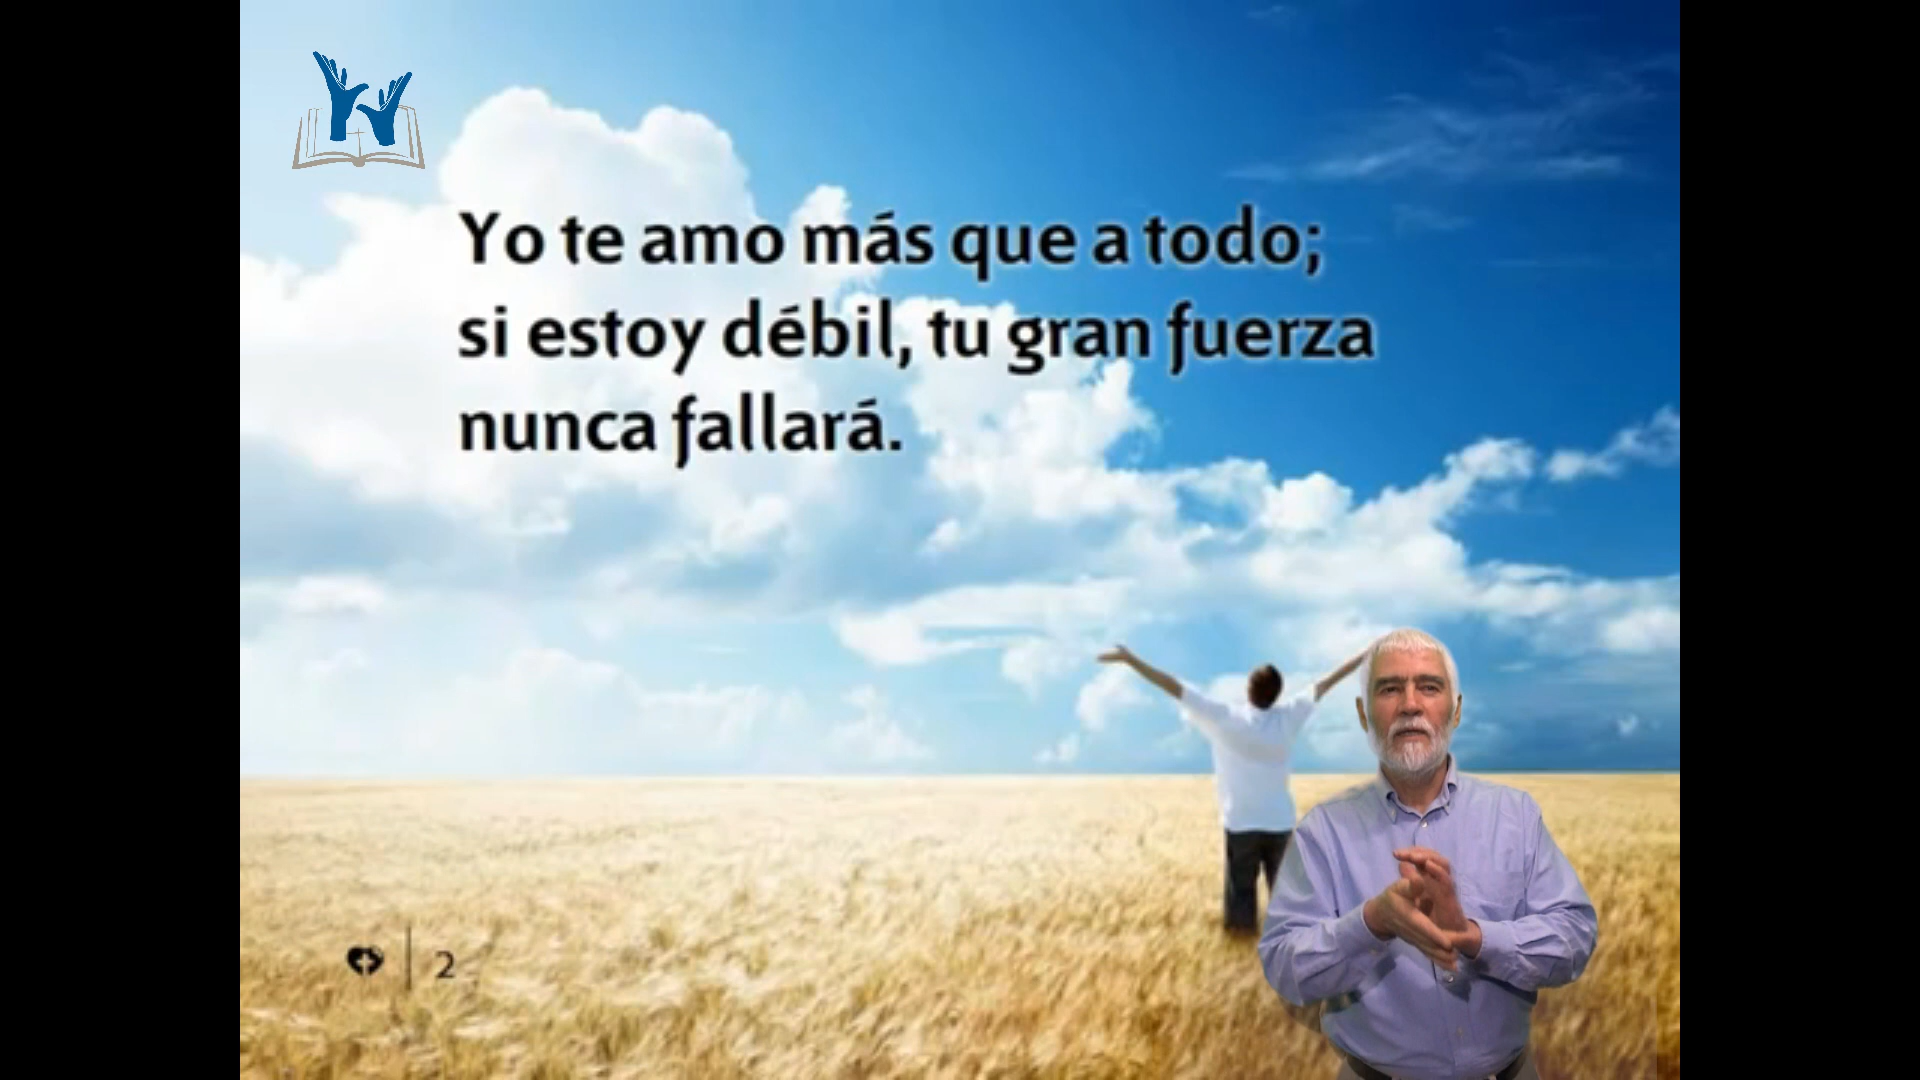 Yo te amo más que a todo;
si estoy débil, tu gran fuerza
nunca fallará.
2